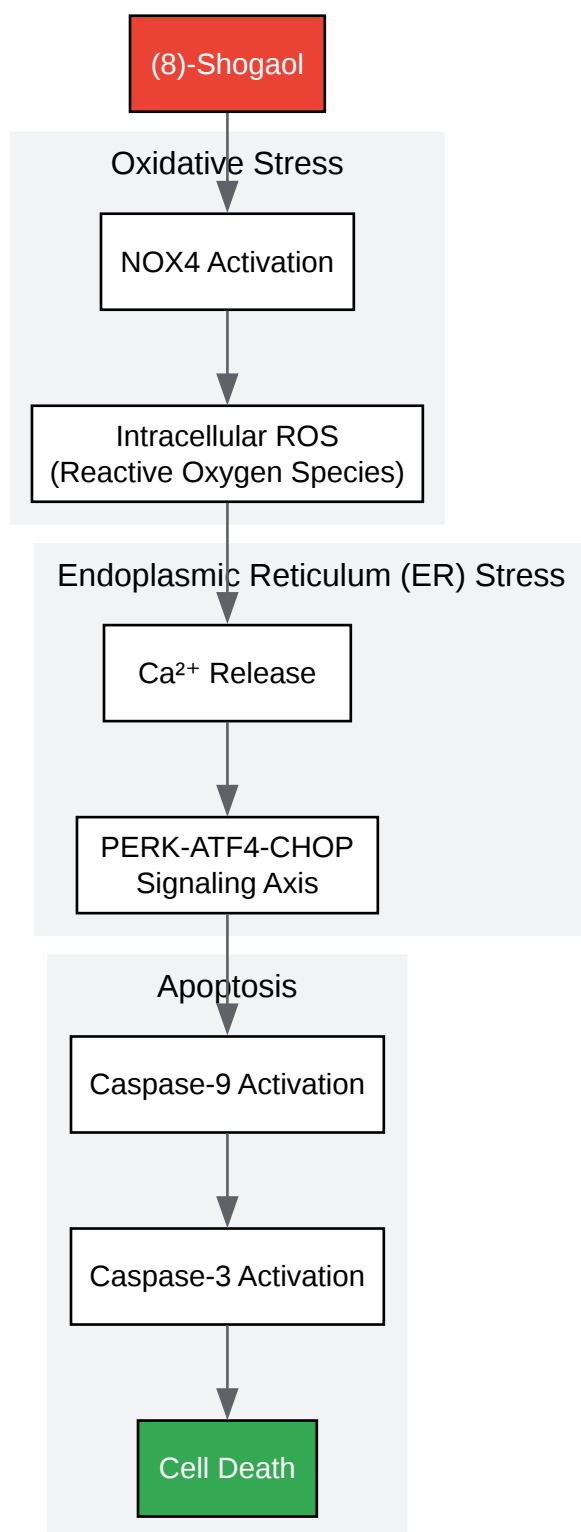 (8)-Shogaol
Oxidative Stress
NOX4 Activation
Intracellular ROS
(Reactive Oxygen Species)
Endoplasmic Reticulum (ER) Stress
Ca²⁺ Release
PERK-ATF4-CHOP
Signaling Axis
Apoptosis
Caspase-9 Activation
Caspase-3 Activation
Cell Death